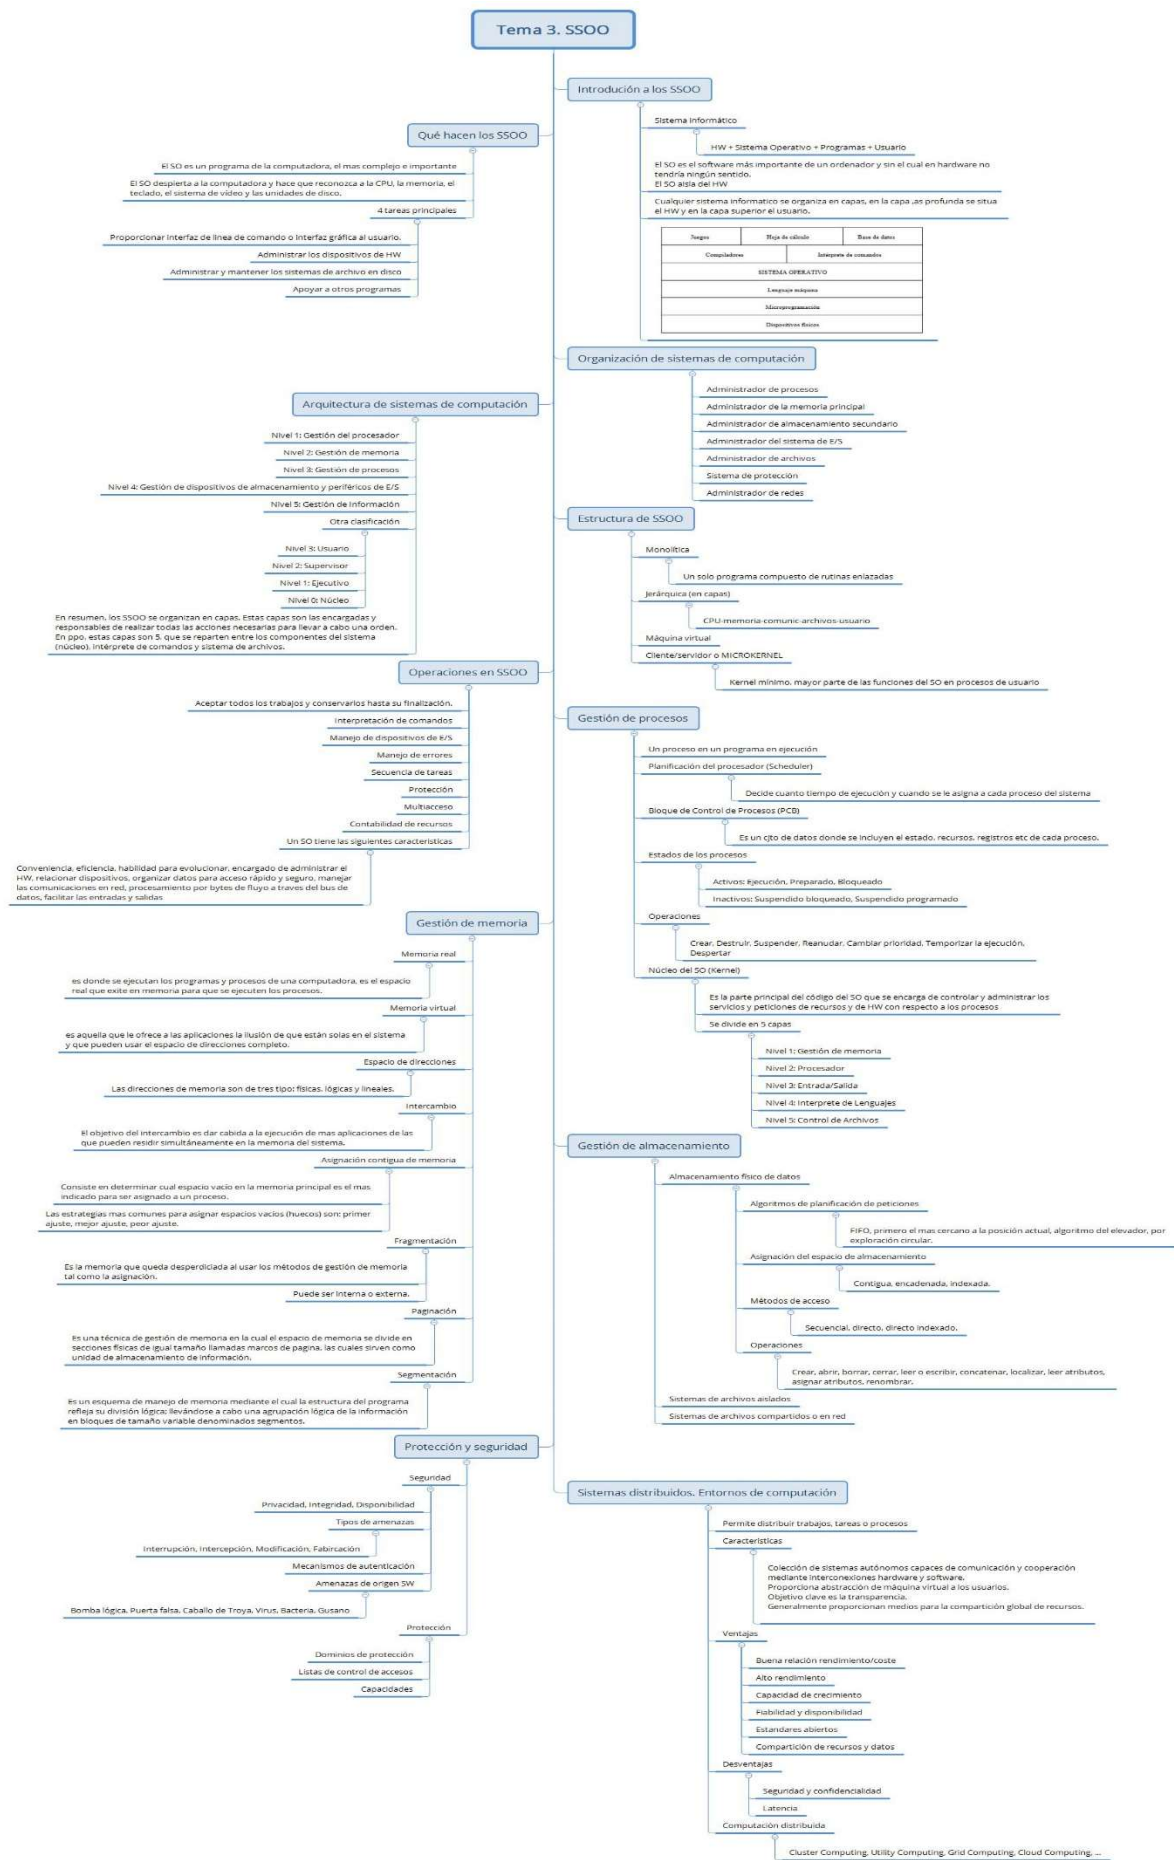 Tema 3. SSOO
Introdución a los SSOO
Sistema Informático
HW + Sistema Operativo + Programas + Usuario
El SO es el software más importante de un ordenador y sin el cual en hardware no
tendría ningún sentido.
El SO aisla del HW
Cualquier sistema informatico se organiza en capas, en la capa ,as profunda se situa
el HW y en la capa superior el usuario.
Juegos Hoja de cálculo Base de datos
Compiladores Intérprete de comandos
SISTEMA OPERATIVO
Lenguaje máquina
Microprogramación
Dispositivos físicos
Qué hacen los SSOO
El SO es un programa de la computadora, el mas complejo e importante
El SO despierta a la computadora y hace que reconozca a la CPU, la memoria, el
teclado, el sistema de vídeo y las unidades de disco.
4 tareas principales
Proporcionar interfaz de línea de comando o interfaz gráfica al usuario.
Administrar los dispositivos de HW
Administrar y mantener los sistemas de archivo en disco
Apoyar a otros programas
Organización de sistemas de computación
Administrador de procesos
Administrador de la memoria principal
Administrador de almacenamiento secundario
Administrador del sistema de E/S
Administrador de archivos
Sistema de protección
Administrador de redes
Arquitectura de sistemas de computación
Nivel 1: Gestión del procesador
Nivel 2: Gestión de memoria
Nivel 3: Gestión de procesos
Nivel 4: Gestión de dispositivos de almacenamiento y periféricos de E/S
Nivel 5: Gestión de Información
Otra clasificación
Nivel 3: Usuario
Nivel 2: Supervisor
Nivel 1: Ejecutivo
Nivel 0: Núcleo
En resumen, los SSOO se organizan en capas. Estas capas son las encargadas y
responsables de realizar todas las acciones necesarias para llevar a cabo una orden.
En ppo, estas capas son 5, que se reparten entre los componentes del sistema
(núcleo), intérprete de comandos y sistema de archivos.
Estructura de SSOO
Monolítica
Un solo programa compuesto de rutinas enlazadas
Jerárquica (en capas)
CPU-memoria-comunic-archivos-usuario
Máquina virtual
Cliente/servidor o MICROKERNEL
Kernel mínimo, mayor parte de las funciones del SO en procesos de usuario
Operaciones en SSOO
Aceptar todos los trabajos y conservarlos hasta su finalización.
Interpretación de comandos
Manejo de dispositivos de E/S
Manejo de errores
Secuencia de tareas
Protección
Multiacceso
Contabilidad de recursos
Un SO tiene las siguientes características
Conveniencia, eficiencia, habilidad para evolucionar, encargado de administrar el
HW, relacionar dispositivos, organizar datos para acceso rápido y seguro, manejar
las comunicaciones en red, procesamiento por bytes de fluyo a traves del bus de
datos, facilitar las entradas y salidas
Gestión de procesos
Un proceso en un programa en ejecución
Planificación del procesador (Scheduler)
Decide cuanto tiempo de ejecución y cuando se le asigna a cada proceso del sistema
Bloque de Control de Procesos (PCB)
Es un cjto de datos donde se incluyen el estado, recursos, registros etc de cada proceso.
Estados de los procesos
Activos: Ejecución, Preparado, Bloqueado
Inactivos: Suspendido bloqueado, Suspendido programado
Operaciones
Crear, Destruir, Suspender, Reanudar, Cambiar prioridad, Temporizar la ejecución,
Despertar
Núcleo del SO (Kernel)
Es la parte principal del código del SO que se encarga de controlar y administrar los
servicios y peticiones de recursos y de HW con respecto a los procesos
Se divide en 5 capas
Nivel 1: Gestión de memoria
Nivel 2: Procesador
Nivel 3: Entrada/Salida
Nivel 4: Interprete de Lenguajes
Nivel 5: Control de Archivos
Gestión de memoria
Memoria real
es donde se ejecutan los programas y procesos de una computadora, es el espacio
real que exite en memoria para que se ejecuten los procesos.
Memoria virtual
es aquella que le ofrece a las aplicaciones la ilusión de que están solas en el sistema
y que pueden usar el espacio de direcciones completo.
Espacio de direcciones
Las direcciones de memoria son de tres tipo: físicas, lógicas y lineales.
Intercambio
El objetivo del intercambio es dar cabida a la ejecución de mas aplicaciones de las
que pueden residir simultáneamente en la memoria del sistema.
Asignación contigua de memoria
Consiste en determinar cual espacio vacío en la memoria principal es el mas
indicado para ser asignado a un proceso.
Las estrategias mas comunes para asignar espacios vacíos (huecos) son: primer
ajuste, mejor ajuste, peor ajuste.
Fragmentación
Es la memoria que queda desperdiciada al usar los métodos de gestión de memoria
tal como la asignación.
Puede ser interna o externa.
Paginación
Es una técnica de gestión de memoria en la cual el espacio de memoria se divide en
secciones físicas de igual tamaño llamadas marcos de pagina, las cuales sirven como
unidad de almacenamiento de información.
Segmentación
Es un esquema de manejo de memoria mediante el cual la estructura del programa
refleja su división lógica; llevándose a cabo una agrupación lógica de la información
en bloques de tamaño variable denominados segmentos.
Gestión de almacenamiento
Almacenamiento físico de datos
Algoritmos de planificación de peticiones
FIFO, primero el mas cercano a la posición actual, algoritmo del elevador, por
exploración circular.
Asignación del espacio de almacenamiento
Contigua, encadenada, indexada.
Métodos de acceso
Secuencial, directo, directo indexado.
Operaciones
Crear, abrir, borrar, cerrar, leer o escribir, concatenar, localizar, leer atributos,
asignar atributos, renombrar.
Sistemas de archivos aislados
Sistemas de archivos compartidos o en red
Protección y seguridad
Seguridad
Privacidad, Integridad, Disponibilidad
Tipos de amenazas
Interrupción, Intercepción, Modificación, Fabircación
Mecanismos de autenticación
Amenazas de origen SW
Bomba lógica, Puerta falsa, Caballo de Troya, Virus, Bacteria, Gusano
Protección
Dominios de protección
Listas de control de accesos
Capacidades
Sistemas distribuidos. Entornos de computación
Permite distribuir trabajos, tareas o procesos
Características
Colección de sistemas autónomos capaces de comunicación y cooperación
mediante interconexiones hardware y software.
Proporciona abstracción de máquina virtual a los usuarios.
Objetivo clave es la transparencia.
Generalmente proporcionan medios para la compartición global de recursos.
Ventajas
Buena relación rendimiento/coste
Alto rendimiento
Capacidad de crecimiento
Fiabilidad y disponibilidad
Estandares abiertos
Compartición de recursos y datos
Desventajas
Seguridad y confidencialidad
Latencia
Computación distribuida
Cluster Computing, Utility Computing, Grid Computing, Cloud Computing, ...